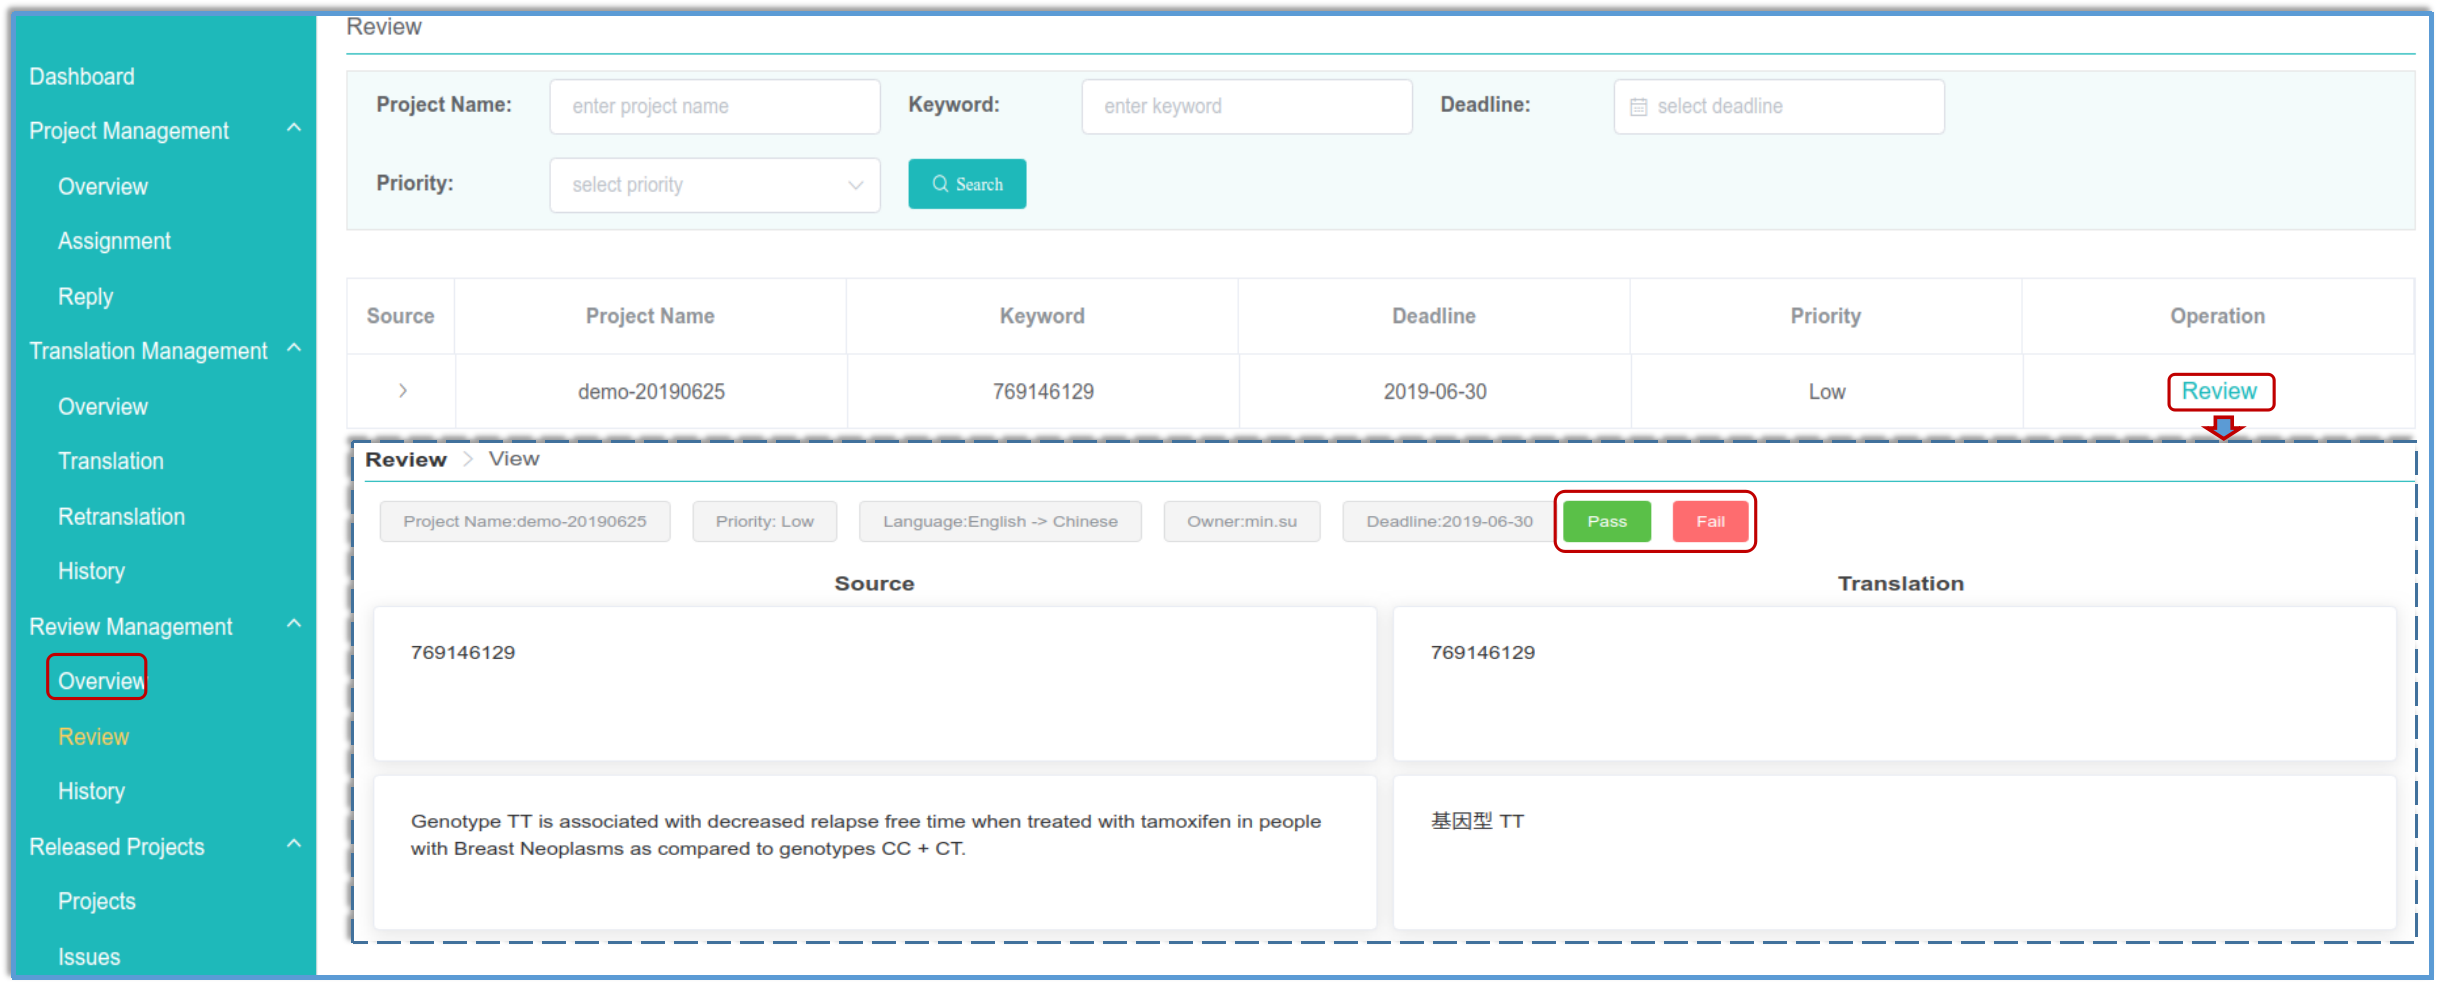 Dashboard
Project Management
Overview
Assignment
Reply
Translation Management
Overview
Translation
Retranslation
History
Review Management
Overview
Review
History
Released Projects
Projects
Issues
Review
Project Name: enter project name Keyword: enter keyword Deadline: select deadline
Priority: select priority Search
Source Project Name Keyword Deadline Priority Operation
demo-20190625 769146129 2019-06-30 Low Review
Review > View
Project Name:demo-20190625 Priority: Low Language:English -> Chinese Owner:min.su Deadline:2019-06-30 Pass Fail
Source Translation
769146129 769146129
Genotype TT is associated with decreased relapse free time when treated with tamoxifen in people
with Breast Neoplasms as compared to genotypes CC + CT.
基因型 TT